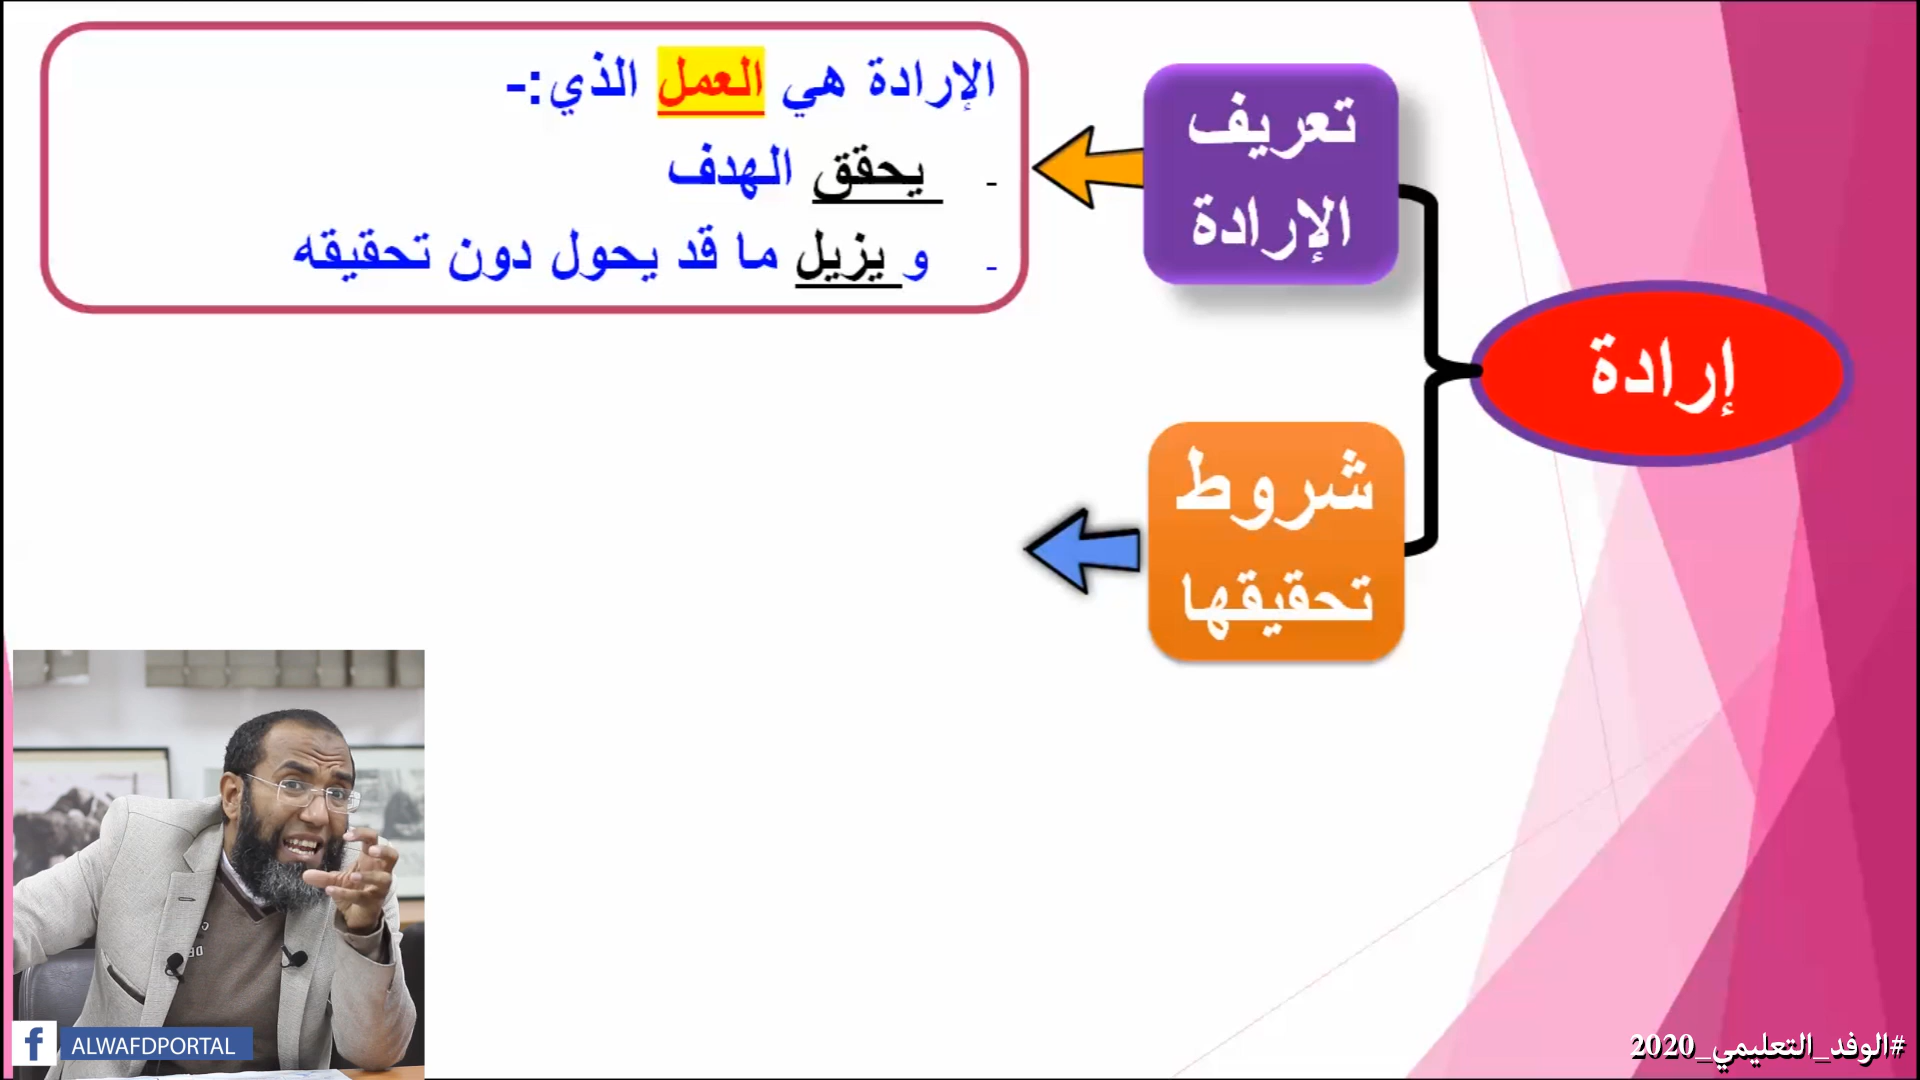 إرادة
تعريف
الإرادة
الإرادة هي العمل الذي:-
- يحقق الهدف
- و يزيل ما قد يحول دون تحقيقه
شروط
تحقيقها
f ALWAFDPORTAL
#الوفد_التعليمي_2020